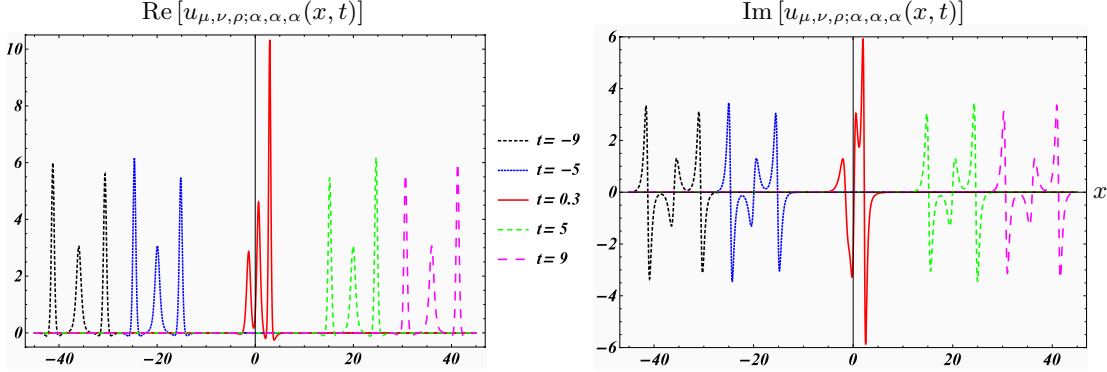 Re [u_{μ,ν,ρ;α,α,α}(x, t)]
10
8
6
4
2
0
−40 −20 0 20 40
t = −9
t = −5
t = 0.3
t = 5
t = 9
Im [u_{μ,ν,ρ;α,α,α}(x, t)]
6
4
2
0
−2
−4
−6
−40 −20 0 20 40
x